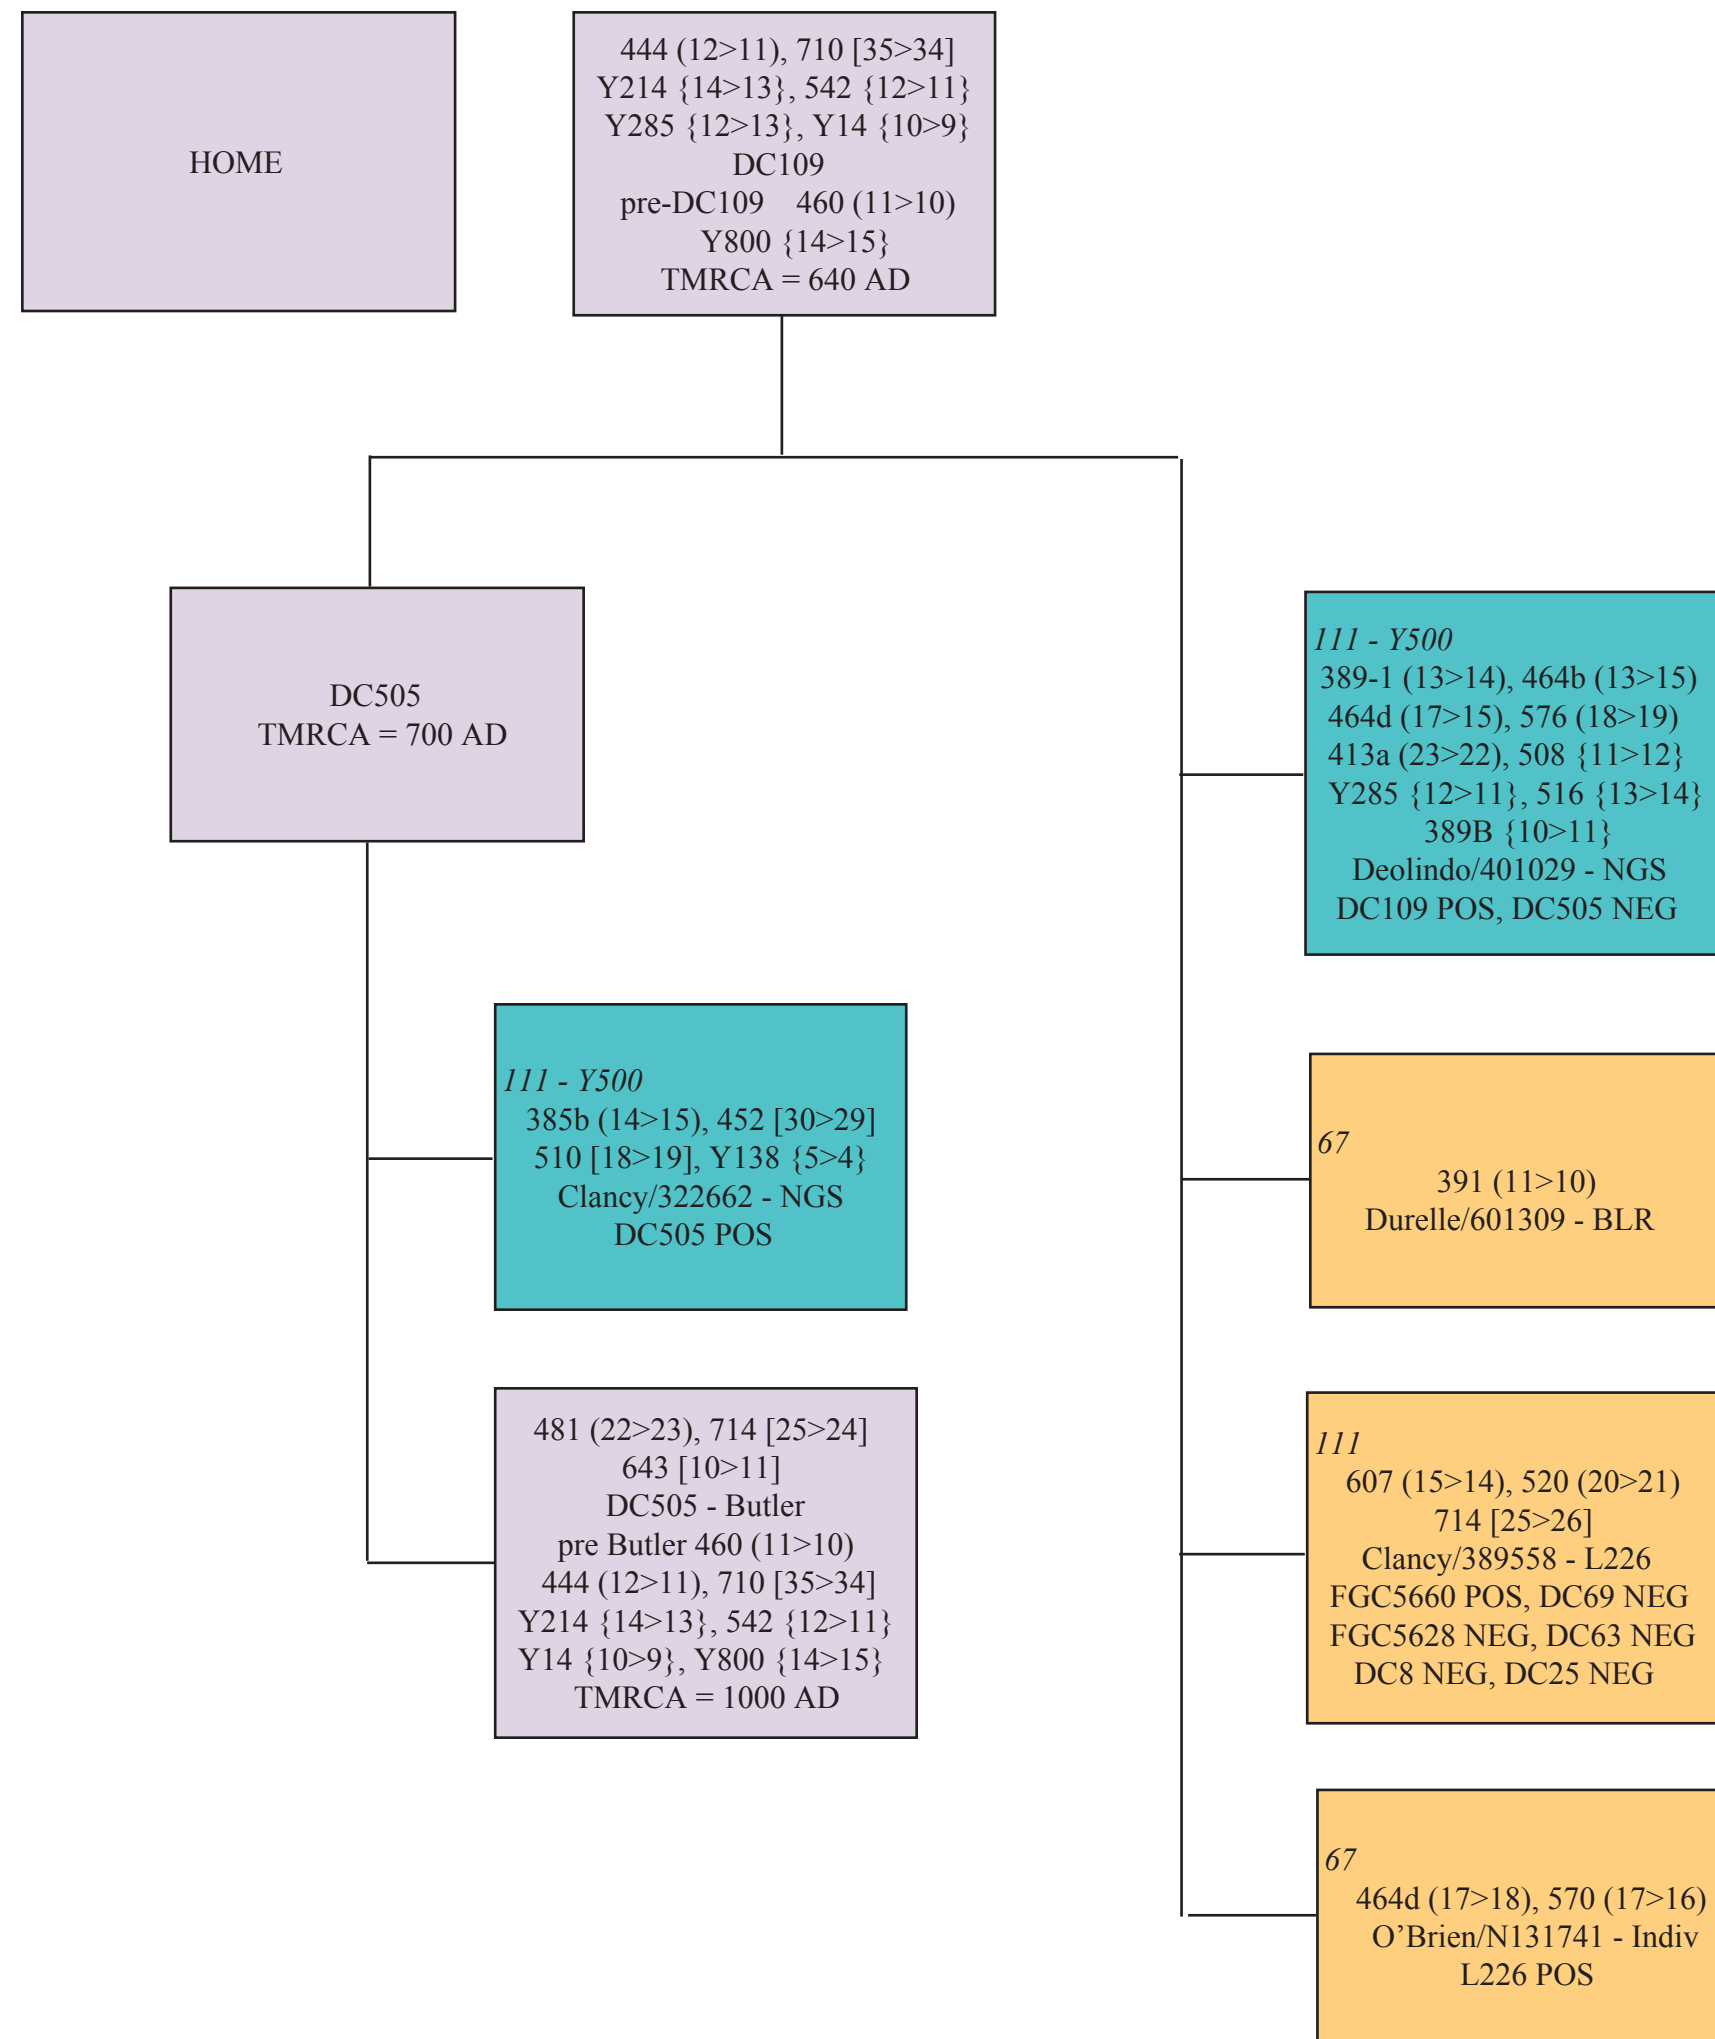 HOME
444 (12>11), 710 [35>34]
Y214 {14>13}, 542 {12>11}
Y285 {12>13}, Y14 {10>9}
DC109
pre-DC109 460 (11>10)
Y800 {14>15}
TMRCA = 640 AD
DC505
TMRCA = 700 AD
111 - Y500
385b (14>15), 452 [30>29]
510 [18>19], Y138 {5>4}
Clancy/322662 - NGS
DC505 POS
481 (22>23), 714 [25>24]
643 [10>11]
DC505 - Butler
pre Butler 460 (11>10)
444 (12>11), 710 [35>34]
Y214 {14>13}, 542 {12>11}
Y14 {10>9}, Y800 {14>15}
TMRCA = 1000 AD
111 - Y500
389-1 (13>14), 464b (13>15)
464d (17>15), 576 (18>19)
413a (23>22), 508 {11>12}
Y285 {12>11}, 516 {13>14}
389B {10>11}
Deolindo/401029 - NGS
DC109 POS, DC505 NEG
67
391 (11>10)
Durelle/601309 - BLR
111
607 (15>14), 520 (20>21)
714 [25>26]
Clancy/389558 - L226
FGC5660 POS, DC69 NEG
FGC5628 NEG, DC63 NEG
DC8 NEG, DC25 NEG
67
464d (17>18), 570 (17>16)
O’Brien/N131741 - Indiv
L226 POS